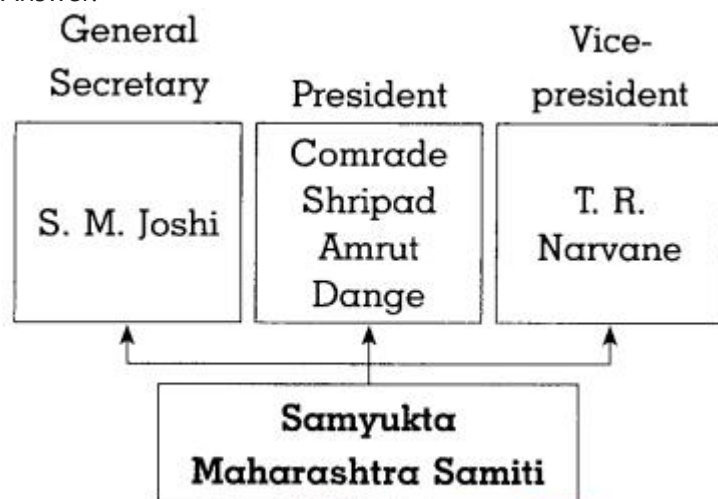 General
Secretary
President
Vice-
president
S. M. Joshi
Comrade
Shripad
Amrut
Dange
T. R.
Narvane
Samyukta
Maharashtra Samiti